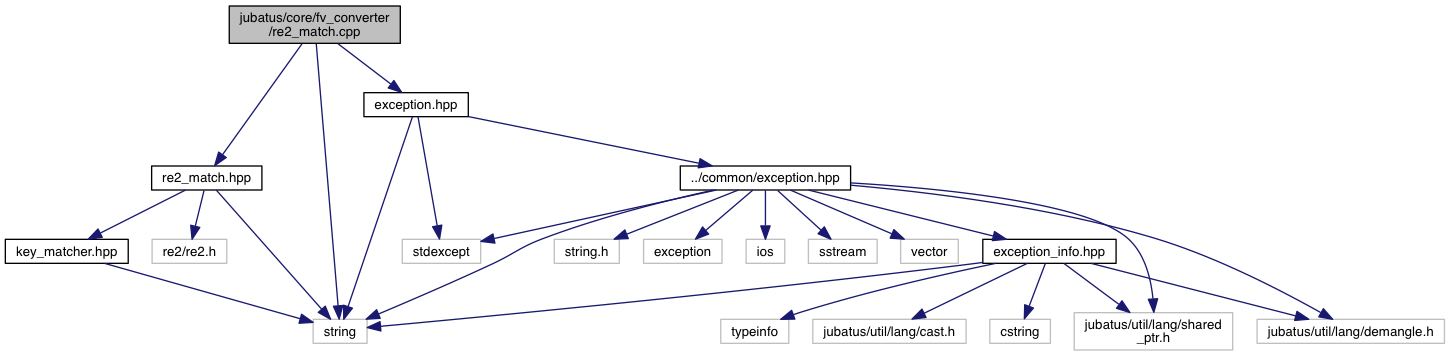 jubatus/core/fv_converter
/re2_match.cpp
exception.hpp
re2_match.hpp
../common/exception.hpp
key_matcher.hpp
re2/re2.h
stdexcept
string.h
exception
ios
sstream
vector
exception_info.hpp
string
typeinfo
jubatus/util/lang/cast.h
cstring
jubatus/util/lang/shared
_ptr.h
jubatus/util/lang/demangle.h